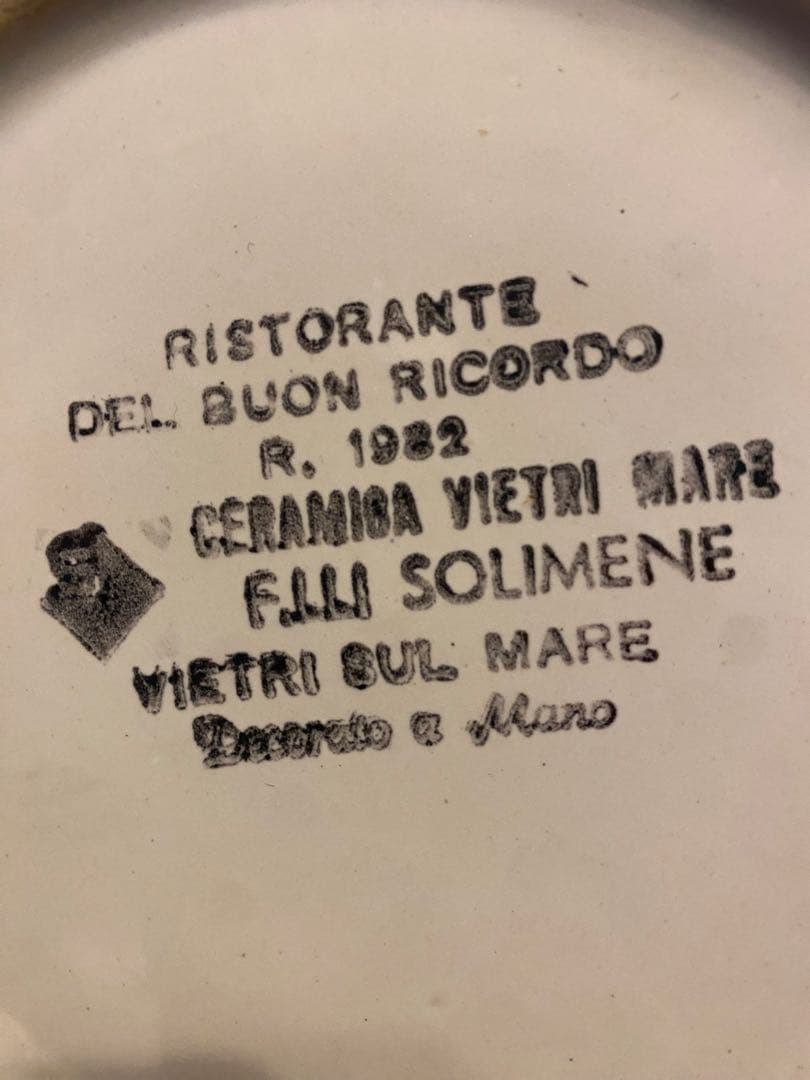 RISTORANTE
DEL BUON RICORDO
R. 1982
CERAMICA VIETRI MARE
F.LLI SOLIMENE
VIETRI SUL MARE
Decorato a Mano